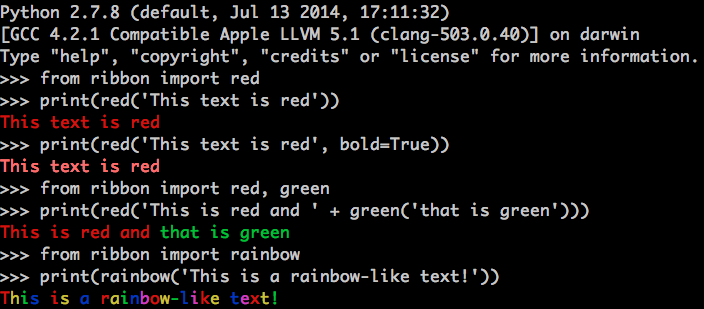 Python 2.7.8 (default, Jul 13 2014, 17:11:32)
[GCC 4.2.1 Compatible Apple LLVM 5.1 (clang-503.0.40)] on darwin
Type "help", "copyright", "credits" or "license" for more information.
>>> from ribbon import red
>>> print(red('This text is red'))
This text is red
>>> print(red('This text is red', bold=True))
This text is red
>>> from ribbon import red, green
>>> print(red('This is red and ' + green('that is green')))
This is red and that is green
>>> from ribbon import rainbow
>>> print(rainbow('This is a rainbow-like text!'))
This is a rainbow-like text!